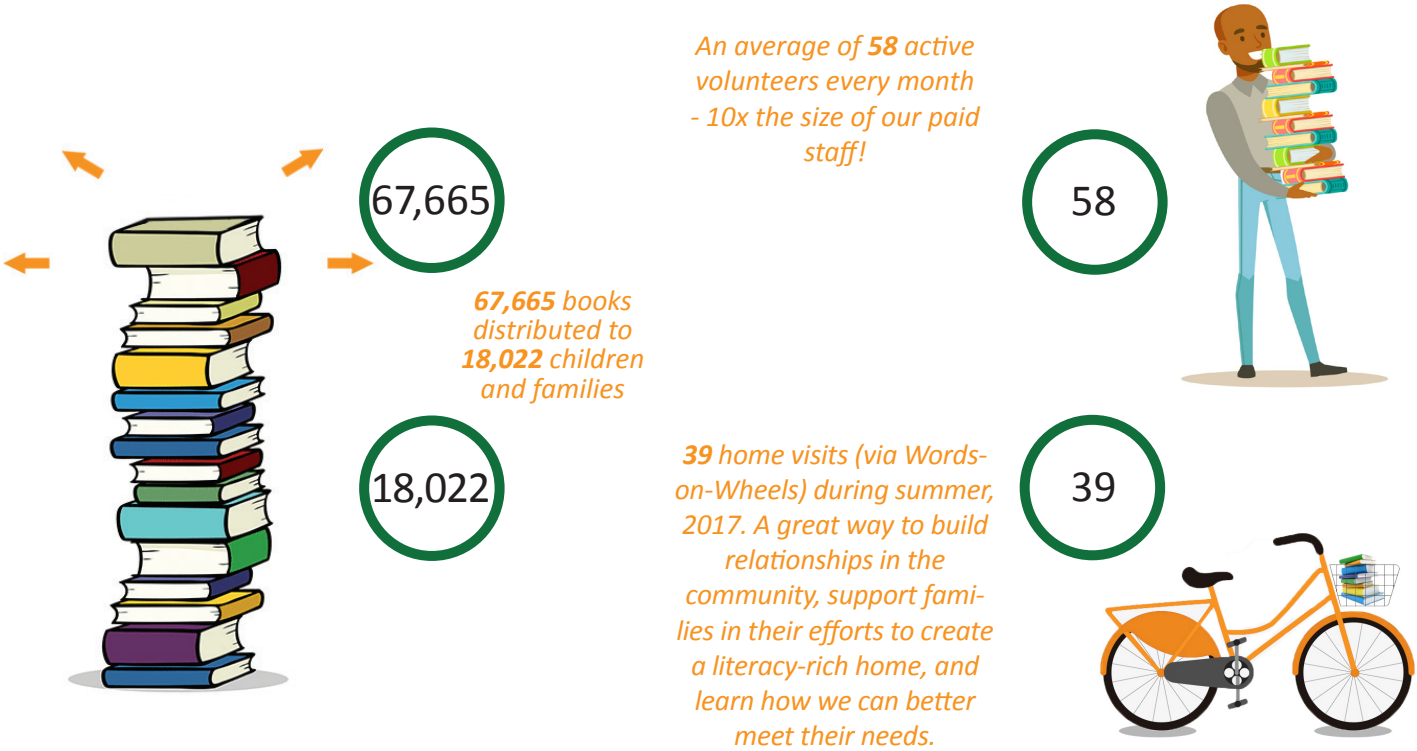 67,665
67,665 books
distributed to
18,022 children
and families
18,022
An average of 58 active
volunteers every month
- 10x the size of our paid
staff!
58
39 home visits (via Words-
on-Wheels) during summer,
2017. A great way to build
relationships in the
community, support fami-
lies in their efforts to create
a literacy-rich home, and
learn how we can better
meet their needs.
39